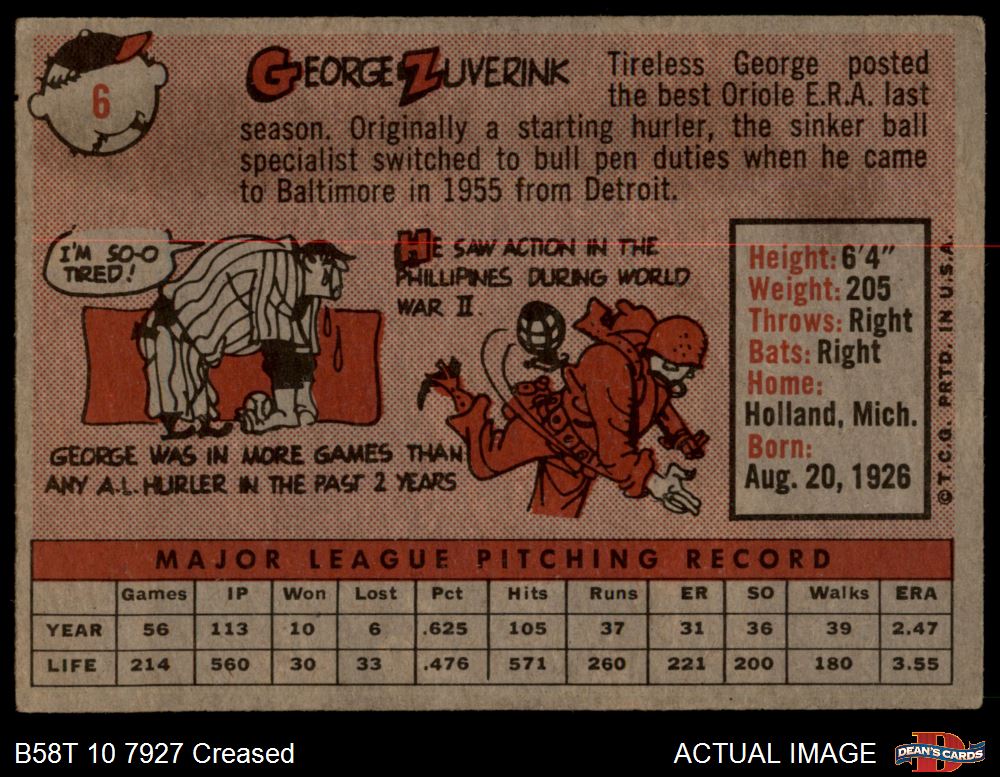 6
GEORGE ZUVERINK
Tireless George posted
the best Oriole E.R.A. last
season. Originally a starting hurler, the sinker ball
specialist switched to bull pen duties when he came
to Baltimore in 1955 from Detroit.
I'M SO-O
TIRED!
GEORGE WAS IN MORE GAMES THAN
ANY A.L. HURLER IN THE PAST 2 YEARS
HE SAW ACTION IN THE
PHILLIPINES DURING WORLD
WAR II
Height: 6'4"
Weight: 205
Throws: Right
Bats: Right
Home:
Holland, Mich.
Born:
Aug. 20, 1926
© T.C.G. PRTD. IN U.S.A.
MAJOR LEAGUE PITCHING RECORD
Games IP Won Lost Pct Hits Runs ER SO Walks ERA
YEAR 56 113 10 6 .625 105 37 31 36 39 2.47
LIFE 214 560 30 33 .476 571 260 221 200 180 3.55
B58T 10 7927 Creased
ACTUAL IMAGE
DEAN'S CARDS